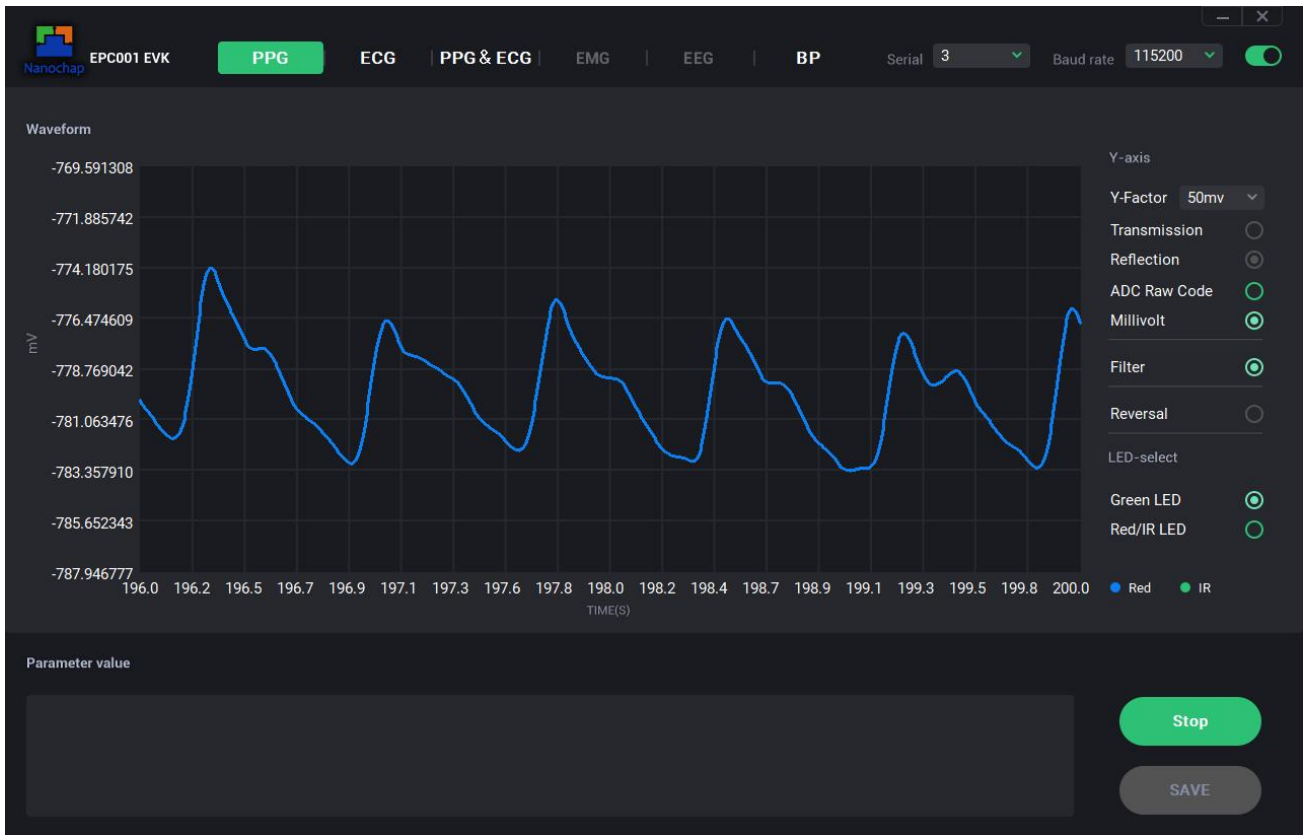 Nanochap
EPC001 EVK
PPG
ECG
PPG & ECG
EMG
EEG
BP
Serial 3
Baud rate 115200
Waveform
-769.591308
-771.885742
-774.180175
-776.474609
-778.769042
-781.063476
-783.357910
-785.652343
-787.946777
mV
196.0 196.2 196.5 196.7 196.9 197.1 197.3 197.6 197.8 198.0 198.2 198.4 198.7 198.9 199.1 199.3 199.5 199.8 200.0
TIME(S)
Y-axis
Y-Factor 50mv
Transmission
Reflection
ADC Raw Code
Millivolt
Filter
Reversal
LED-select
Green LED
Red/IR LED
Red IR
Parameter value
Stop
SAVE